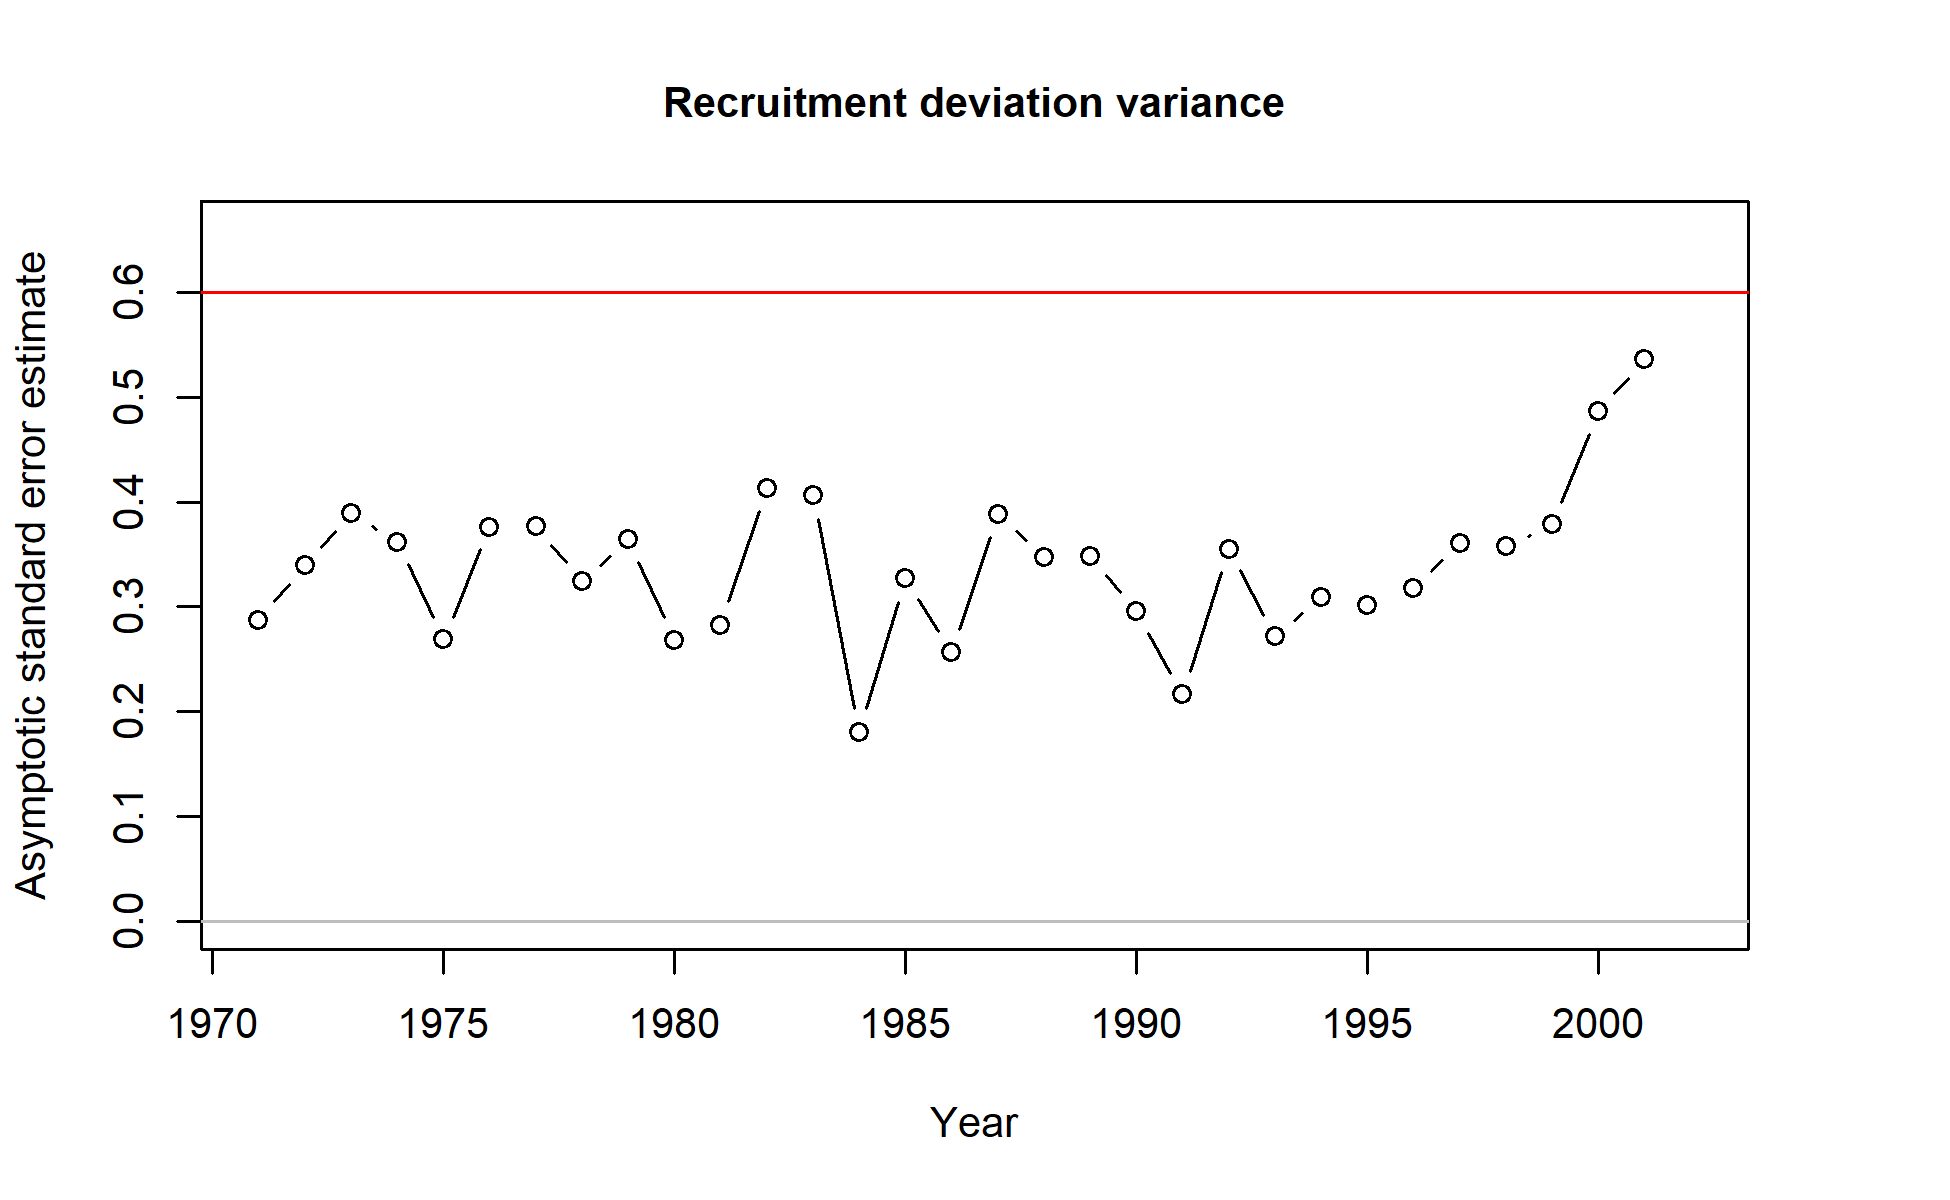 Recruitment deviation variance
Asymptotic standard error estimate
0.6
0.5
0.4
0.3
0.2
0.1
0.0
1970 1975 1980 1985 1990 1995 2000
Year